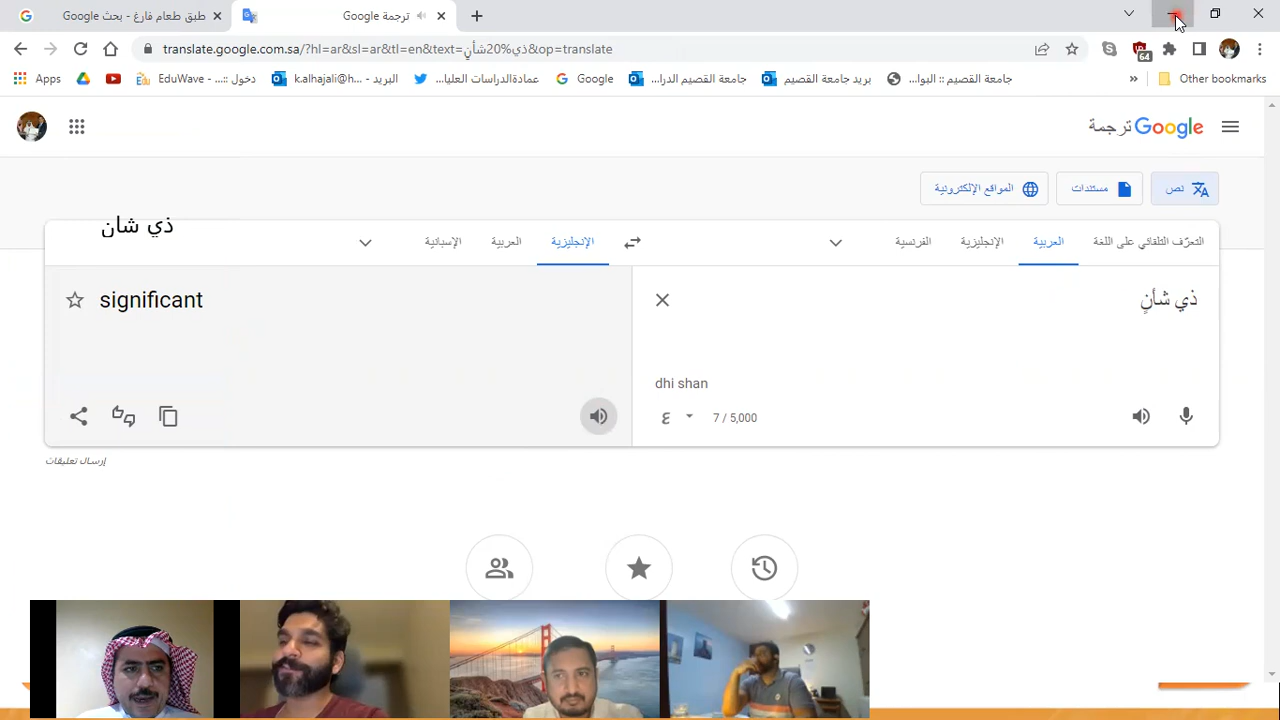 طبق طعام فارغ - بحث Google
ترجمة Google
translate.google.com.sa/?hl=ar&sl=ar&tl=en&text=ذي%20شأنٍ&op=translate
64
Apps
EduWave -- ...
دخول ::...
البريد - k.alhajali@h...
عمادةالدراسات العليا...
Google
جامعة القصيم الدرا...
بريد جامعة القصيم
جامعة القصيم :: البوا...
»
Other bookmarks
ترجمة Google
نص
مستندات
المواقع الإلكترونية
ذي شان
التعرّف التلقائي على اللغة
العربية
الإنجليزية
الفرنسية
الإنجليزية
العربية
الإسبانية
ذي شأنٍ
significant
dhi shan
ع
7 / 5,000
إرسال تعليقات